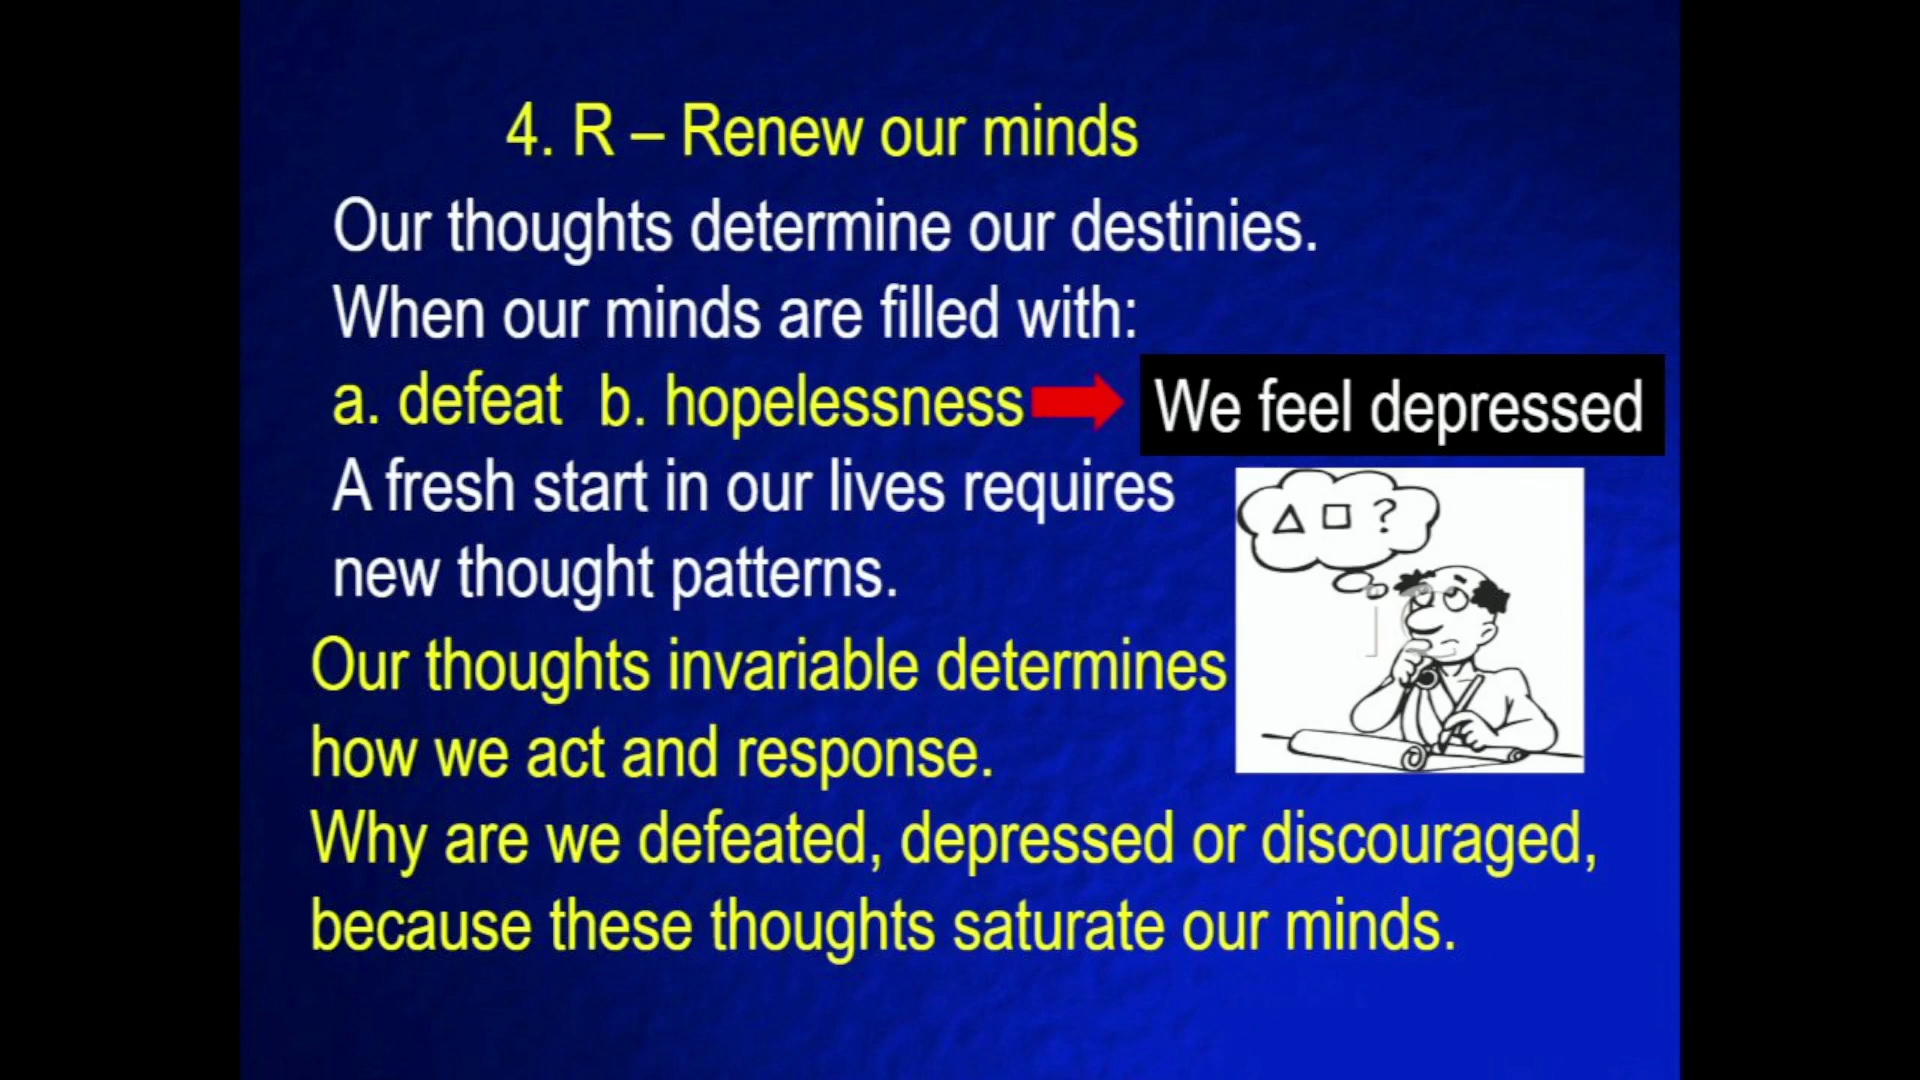 4. R – Renew our minds
Our thoughts determine our destinies.
When our minds are filled with:
a. defeat b. hopelessness We feel depressed
A fresh start in our lives requires
new thought patterns.
?
Our thoughts invariable determines
how we act and response.
Why are we defeated, depressed or discouraged,
because these thoughts saturate our minds.